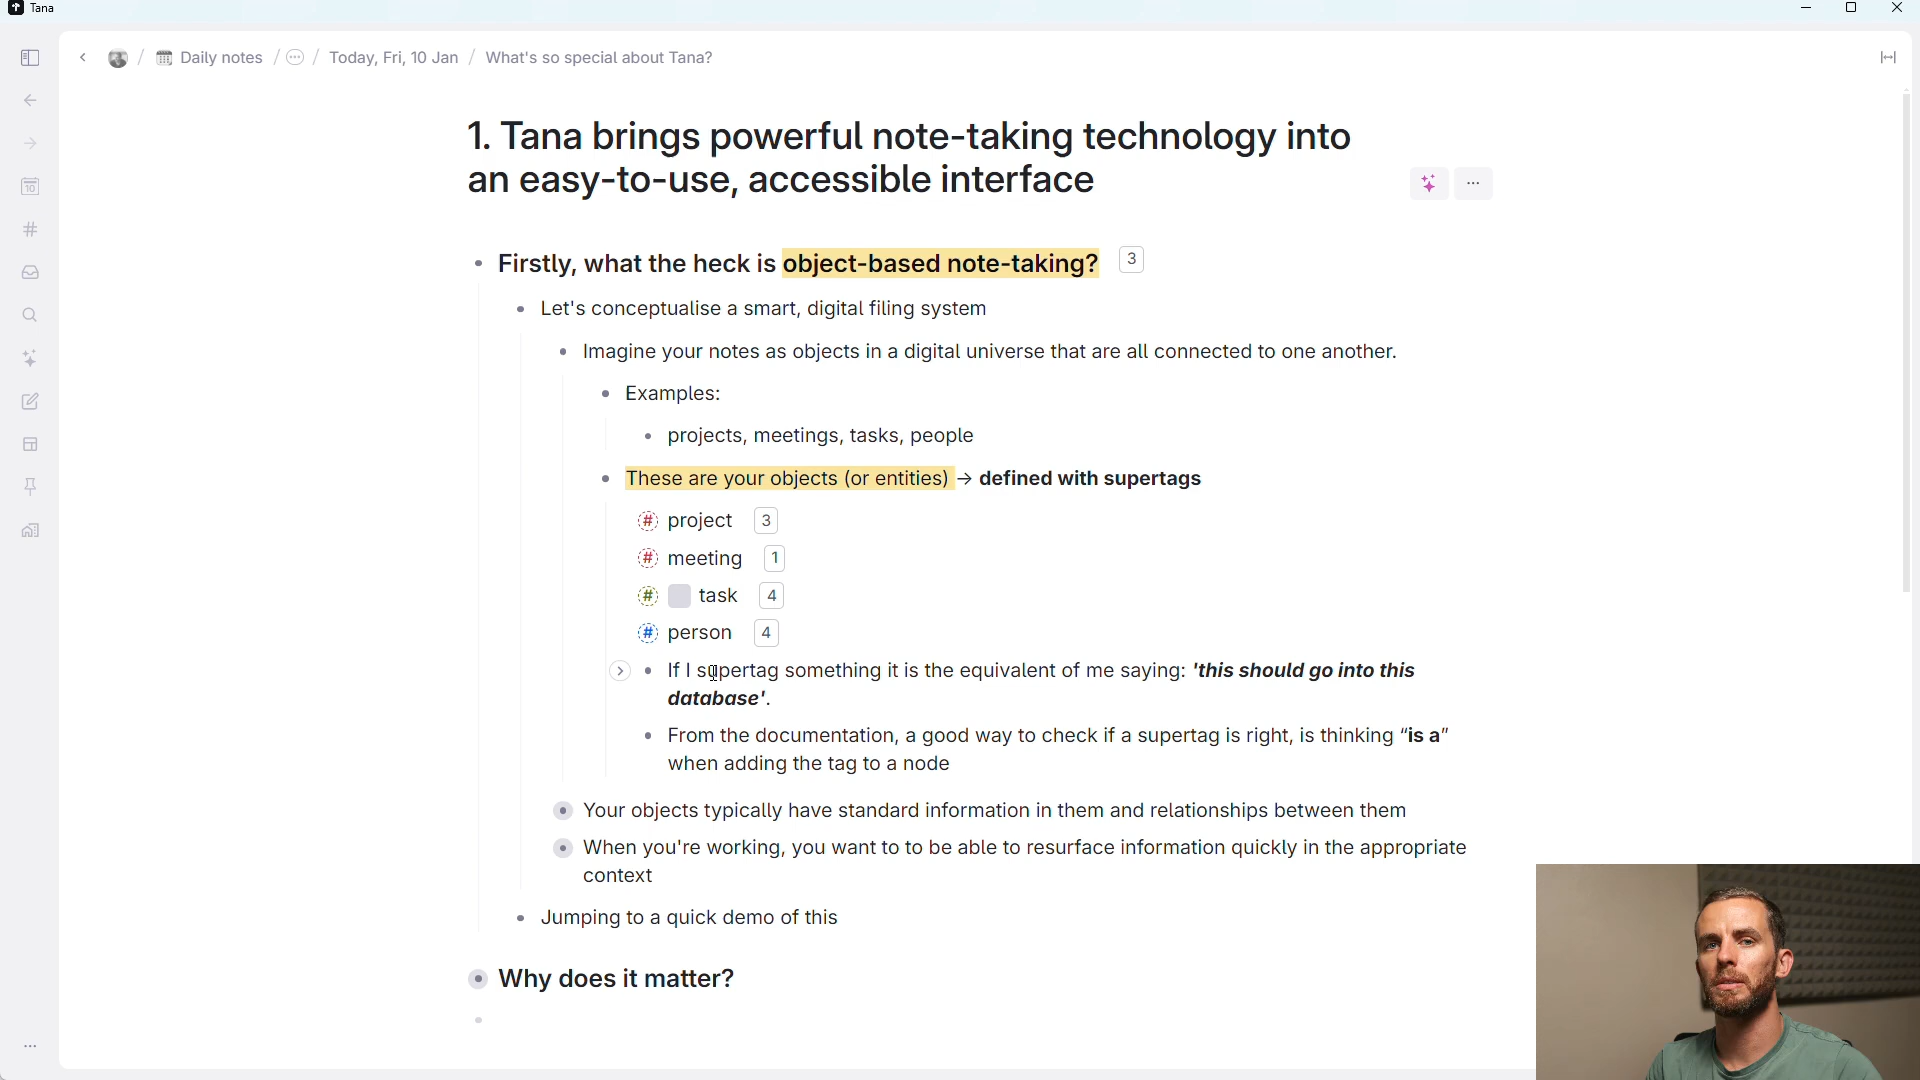 Tana
Daily notes / Today, Fri, 10 Jan / What's so special about Tana?
10
1. Tana brings powerful note-taking technology into
an easy-to-use, accessible interface
Firstly, what the heck is object-based note-taking? 3
Let's conceptualise a smart, digital filing system
Imagine your notes as objects in a digital universe that are all connected to one another.
Examples:
projects, meetings, tasks, people
These are your objects (or entities) → defined with supertags
# project 3
# meeting 1
# task 4
# person 4
If I supertag something it is the equivalent of me saying: 'this should go into this
database'.
From the documentation, a good way to check if a supertag is right, is thinking “is a”
when adding the tag to a node
Your objects typically have standard information in them and relationships between them
When you're working, you want to to be able to resurface information quickly in the appropriate
context
Jumping to a quick demo of this
Why does it matter?